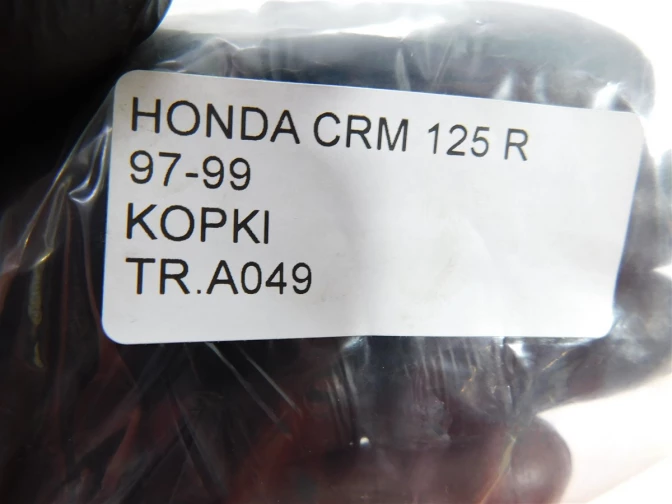 HONDA CRM 125 R
97-99
KOPKI
TR.A049